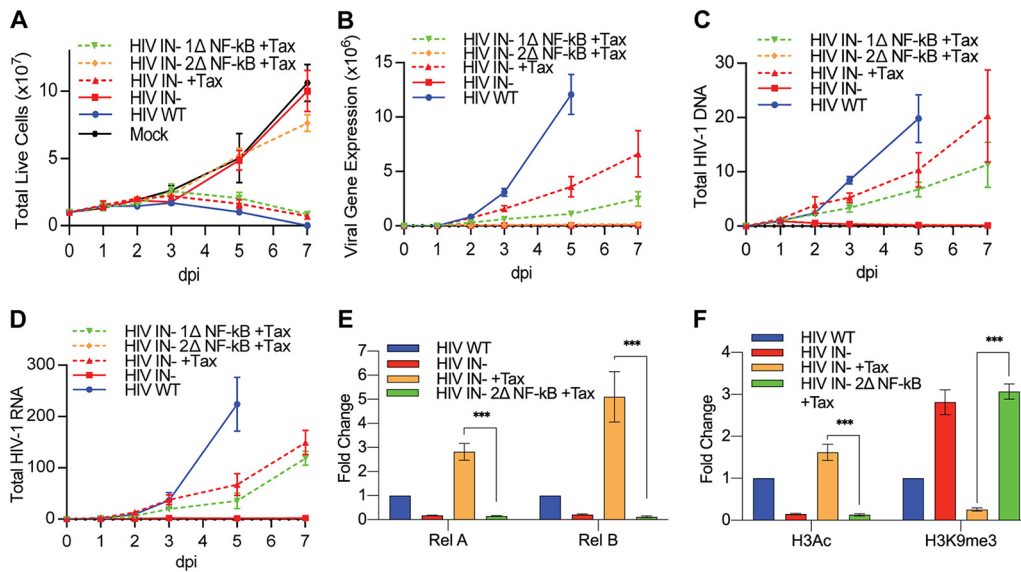 A
HIV IN- 1Δ NF-kB +Tax
HIV IN- 2Δ NF-kB +Tax
HIV IN- +Tax
HIV IN-
HIV WT
Mock
Total Live Cells (x10⁷)
10
5
0
0 1 2 3 5 7
dpi
B
HIV IN- 1Δ NF-kB +Tax
HIV IN- 2Δ NF-kB +Tax
HIV IN- +Tax
HIV IN-
HIV WT
Viral Gene Expression (x10⁶)
15
10
5
0
0 1 2 3 5 7
dpi
C
HIV IN- 1Δ NF-kB +Tax
HIV IN- 2Δ NF-kB +Tax
HIV IN- +Tax
HIV IN-
HIV WT
Total HIV-1 DNA
30
20
10
0
0 1 2 3 5 7
dpi
D
HIV IN- 1Δ NF-kB +Tax
HIV IN- 2Δ NF-kB +Tax
HIV IN- +Tax
HIV IN-
HIV WT
Total HIV-1 RNA
300
200
100
0
0 1 2 3 5 7
dpi
E
HIV WT
HIV IN-
HIV IN- +Tax
HIV IN- 2Δ NF-kB +Tax
Fold Change
7
6
5
4
3
2
1
0
***
***
Rel A Rel B
F
HIV WT
HIV IN-
HIV IN- +Tax
HIV IN- 2Δ NF-kB
+Tax
Fold Change
4
3
2
1
0
***
***
H3Ac H3K9me3